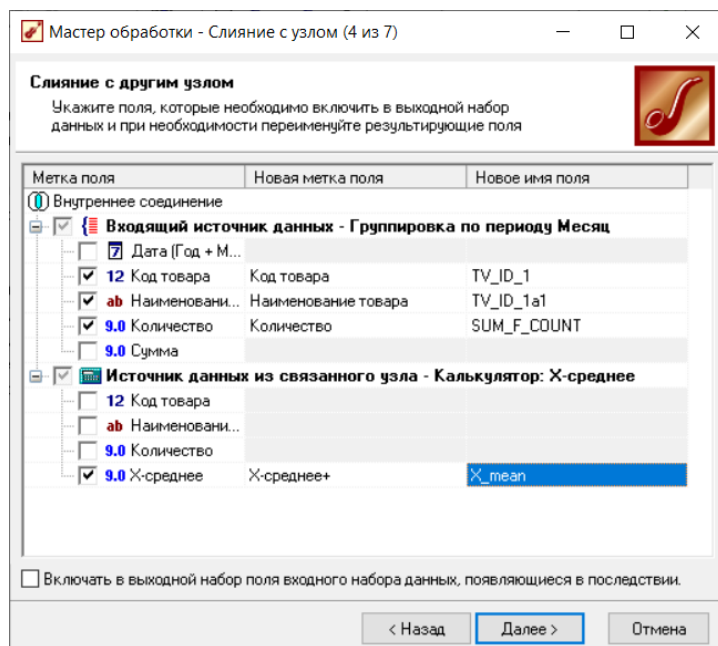 Мастер обработки - Слияние с узлом (4 из 7)
Слияние с другим узлом
Укажите поля, которые необходимо включить в выходной набор
данных и при необходимости переименуйте результирующие поля
Метка поля Новая метка поля Новое имя поля
Внутреннее соединение
Входящий источник данных - Группировка по периоду Месяц
7 Дата (Год + М...
12 Код товара Код товара TV_ID_1
ab Наименовани... Наименование товара TV_ID_1a1
9.0 Количество Количество SUM_F_COUNT
9.0 Сумма
Источник данных из связанного узла - Калькулятор: X-среднее
12 Код товара
ab Наименовани...
9.0 Количество
9.0 X-среднее X-среднее+ X_mean
Включать в выходной набор поля входного набора данных, появляющиеся в последствии.
< Назад Далее > Отмена